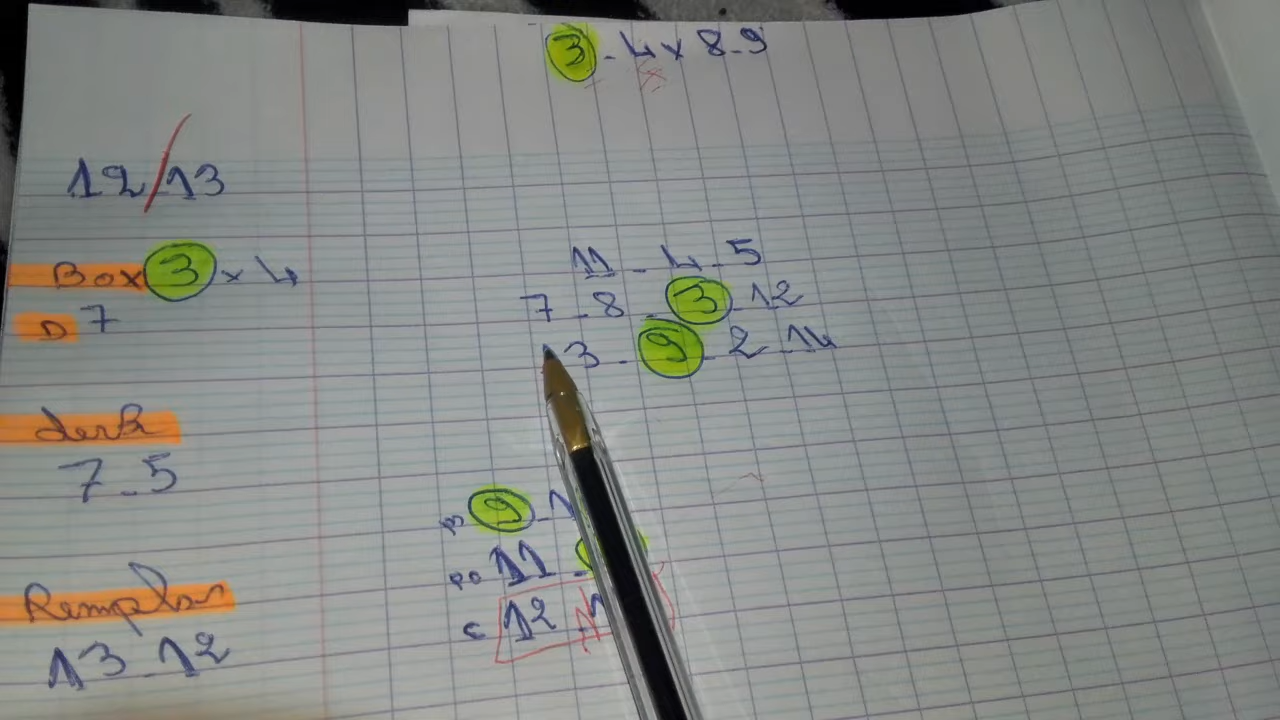 3 - 4 x 8 - 9
12/13
Box 3 x 4
D 7
11 - 4 - 5
7 - 8 - 3 - 12
13 - 9 - 2 - 14
7 - 5
9 -
11 -
c 12 -
13 - 12